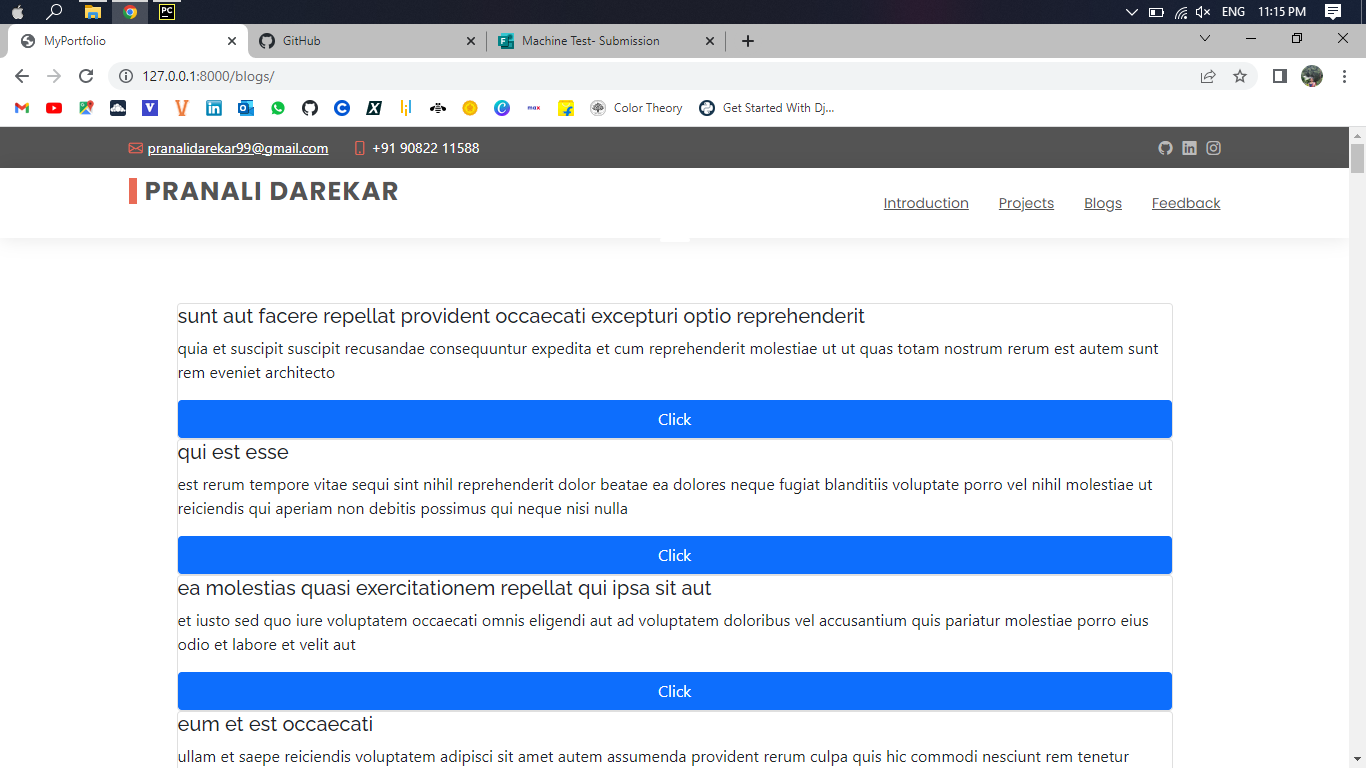 PC
ENG
11:15 PM
MyPortfolio
GitHub
Machine Test- Submission
127.0.0.1:8000/blogs/
Color Theory
Get Started With Dj...
pranalidarekar99@gmail.com
+91 90822 11588
PRANALI DAREKAR
Introduction
Projects
Blogs
Feedback
sunt aut facere repellat provident occaecati excepturi optio reprehenderit
quia et suscipit suscipit recusandae consequuntur expedita et cum reprehenderit molestiae ut ut quas totam nostrum rerum est autem sunt
rem eveniet architecto
Click
qui est esse
est rerum tempore vitae sequi sint nihil reprehenderit dolor beatae ea dolores neque fugiat blanditiis voluptate porro vel nihil molestiae ut
reiciendis qui aperiam non debitis possimus qui neque nisi nulla
Click
ea molestias quasi exercitationem repellat qui ipsa sit aut
et iusto sed quo iure voluptatem occaecati omnis eligendi aut ad voluptatem doloribus vel accusantium quis pariatur molestiae porro eius
odio et labore et velit aut
Click
eum et est occaecati
ullam et saepe reiciendis voluptatem adipisci sit amet autem assumenda provident rerum culpa quis hic commodi nesciunt rem tenetur